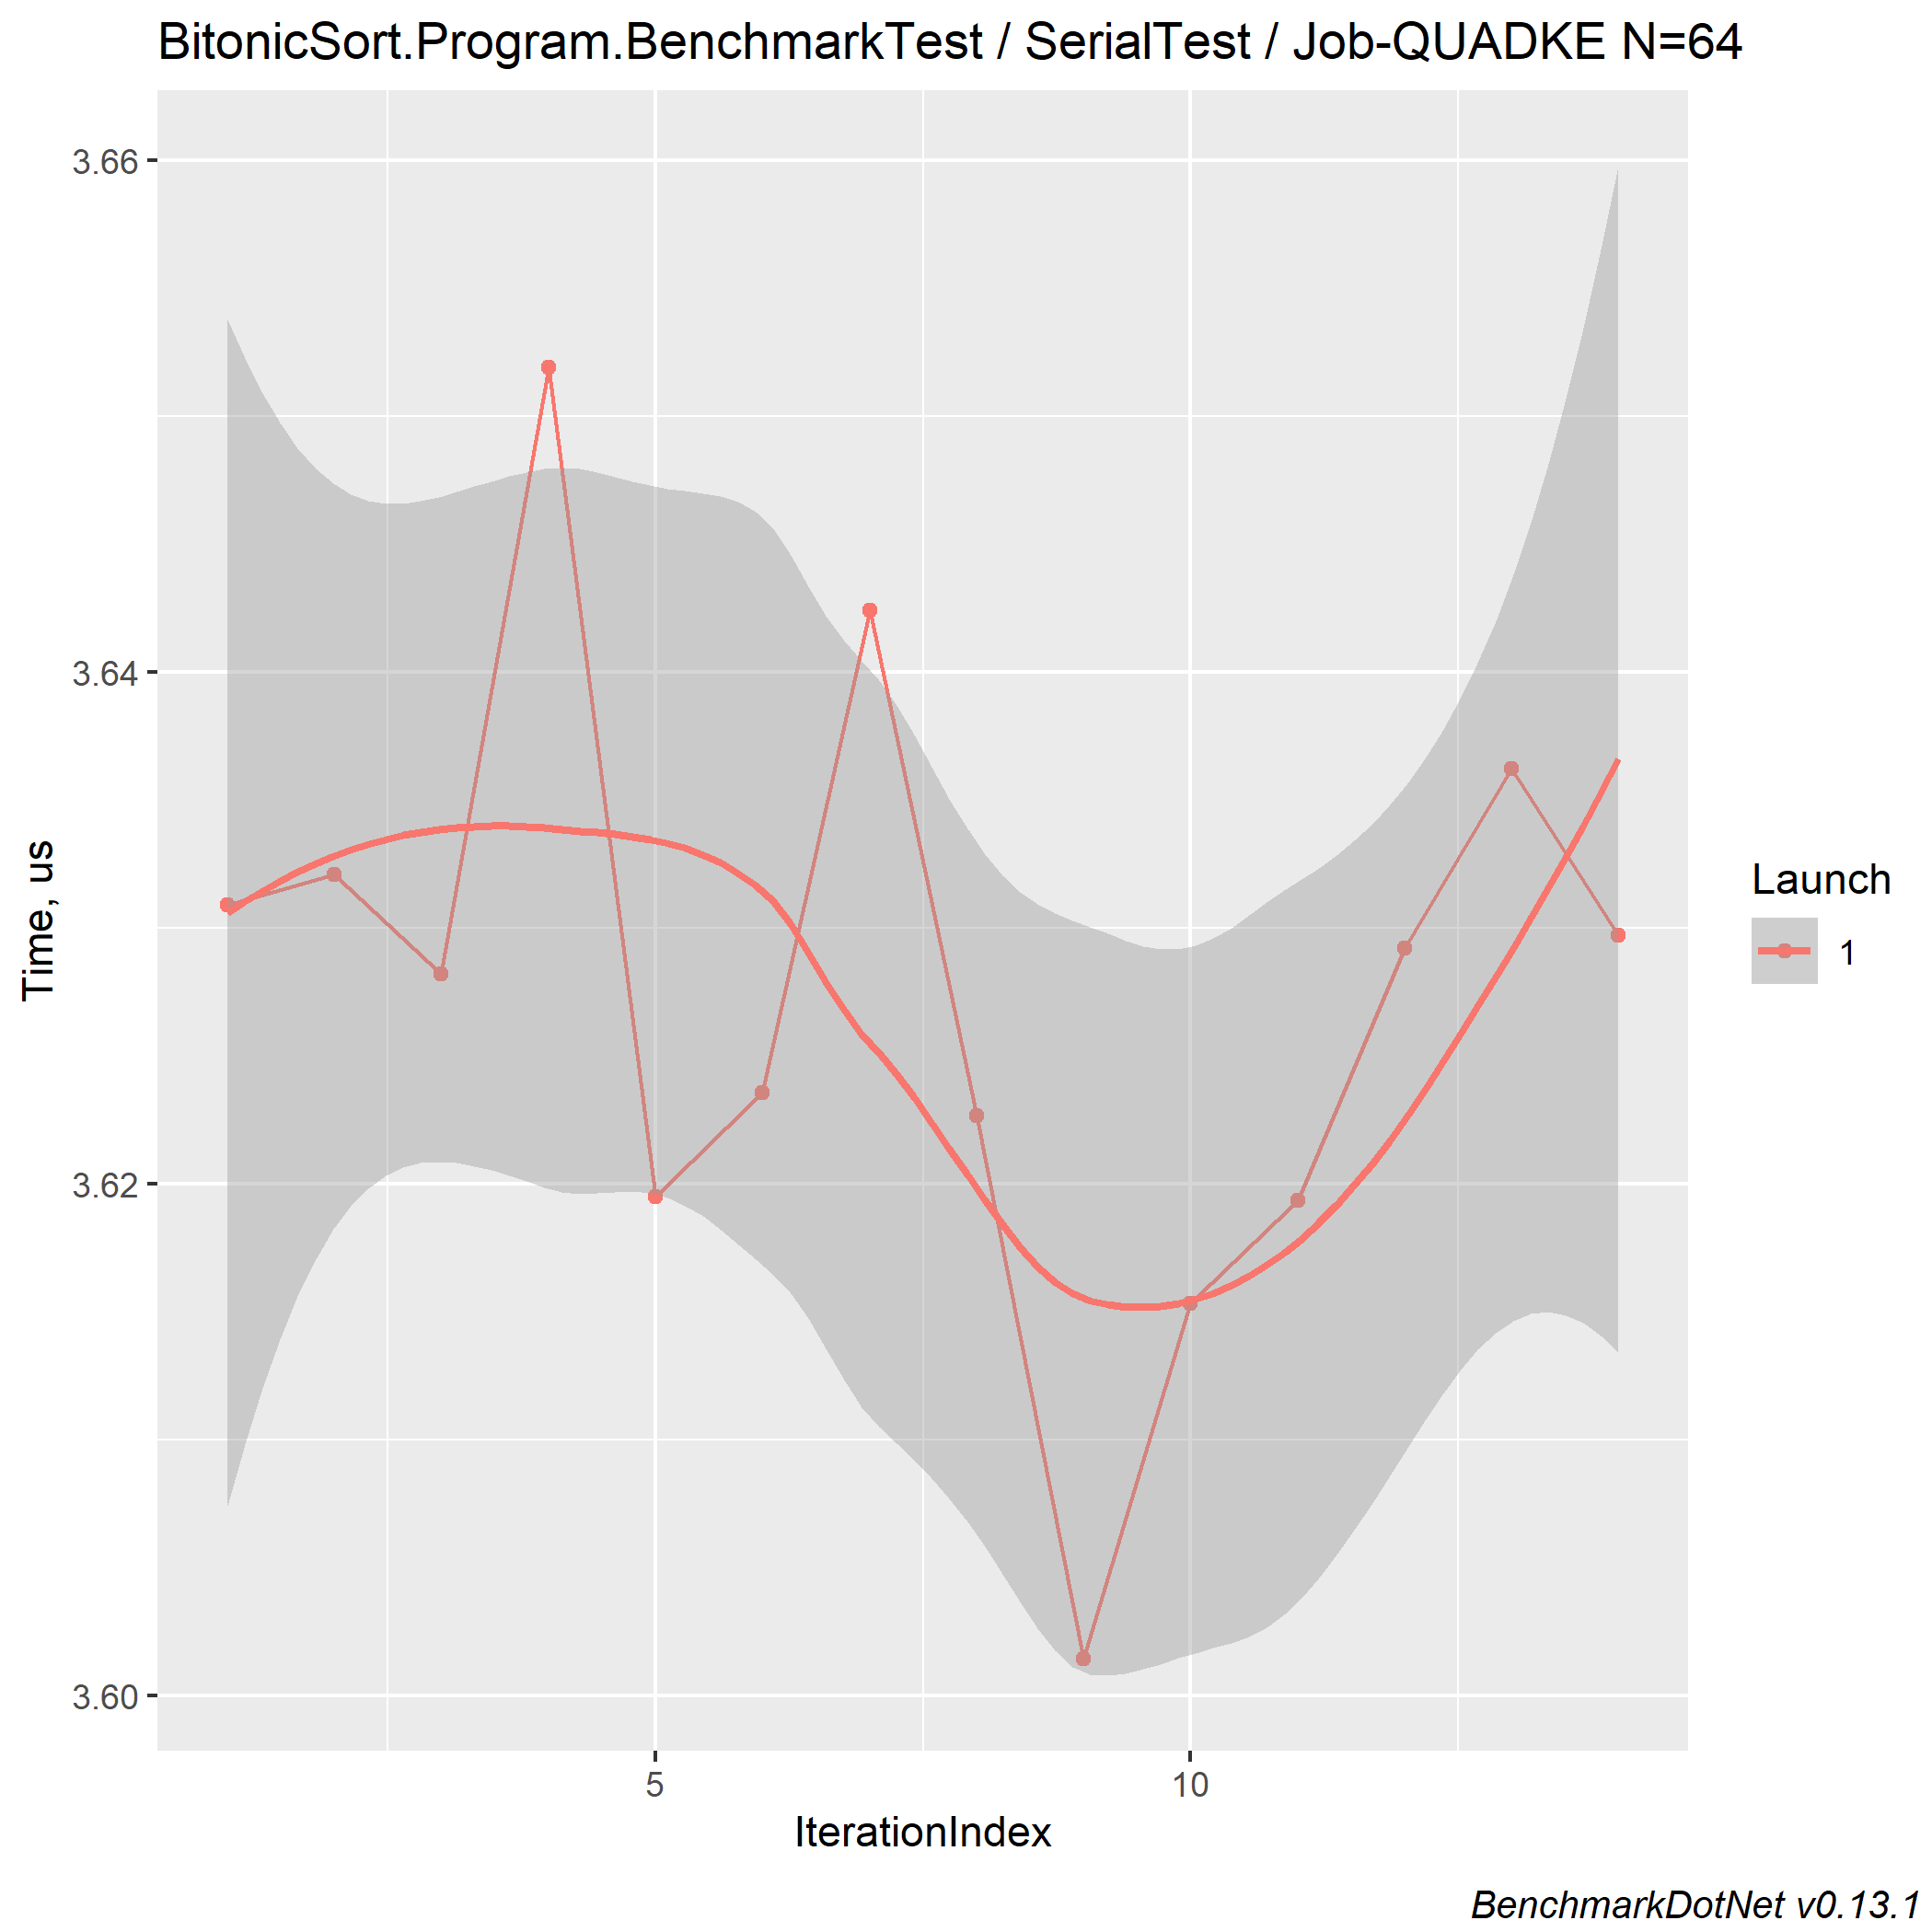 BitonicSort.Program.BenchmarkTest / SerialTest / Job-QUADKE N=64
3.66
3.64
3.62
3.60
Time, us
5
10
IterationIndex
Launch
1
BenchmarkDotNet v0.13.1